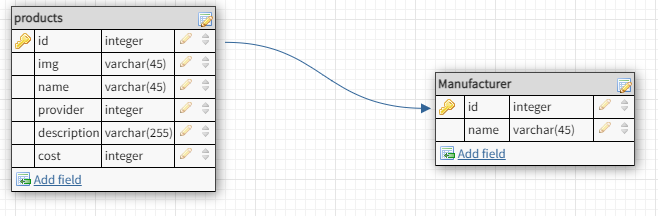 products
id integer
img varchar(45)
name varchar(45)
provider integer
description varchar(255)
cost integer
Add field
Manufacturer
id integer
name varchar(45)
Add field